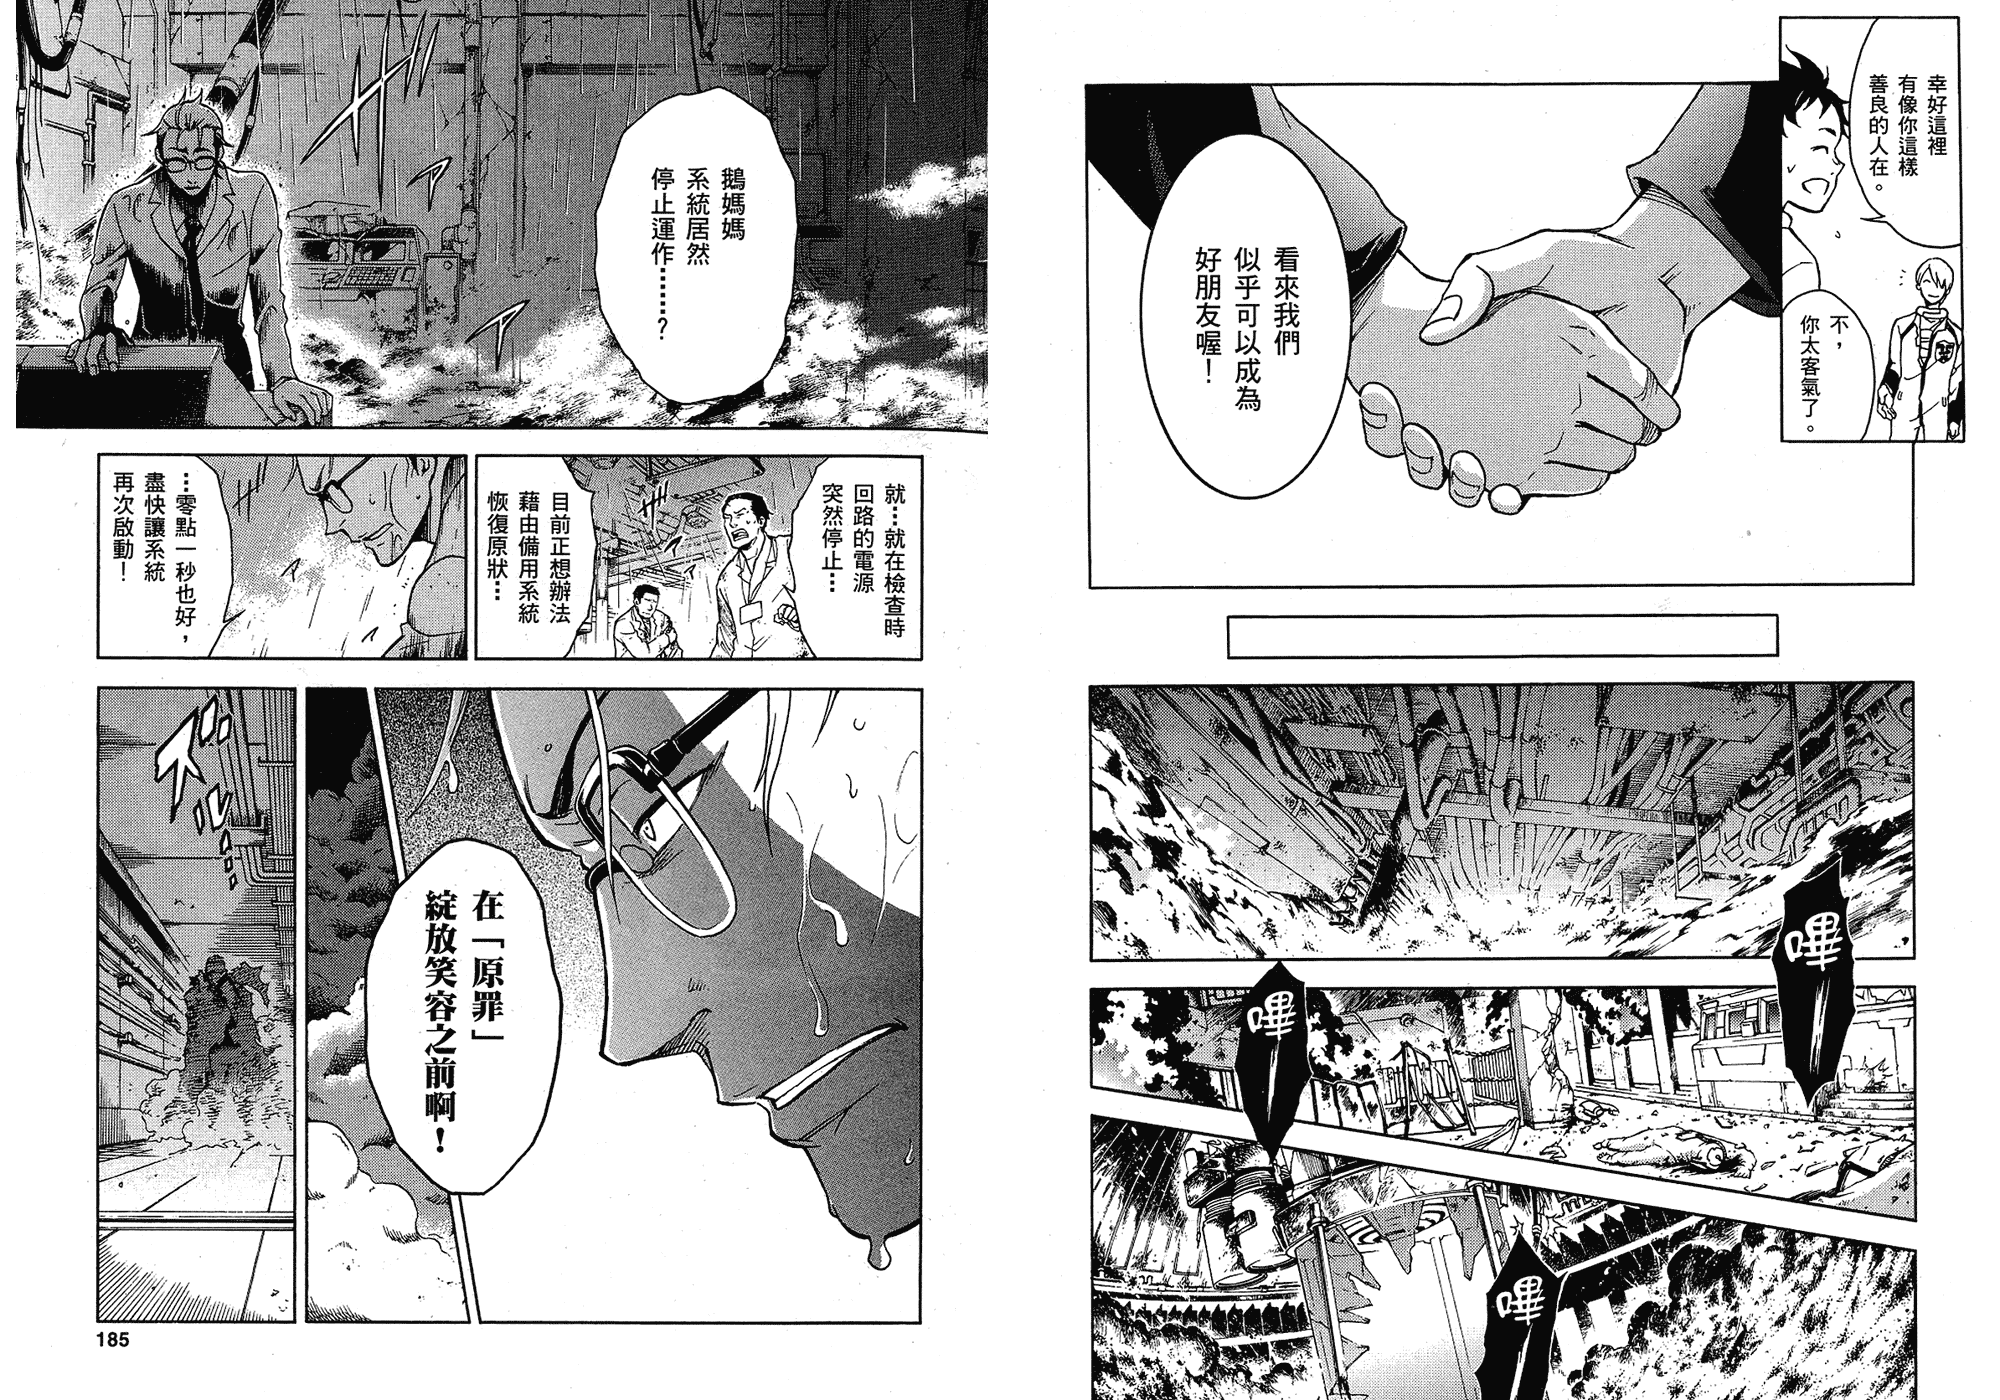 幸好這裡
有像你這樣
善良的人在。
不，
你太客氣了。
看來我們
似乎可以成為
好朋友喔！
嗶
嗶
嗶
鵝媽媽
系統居然
停止運作……？
就…就在檢查時
回路的電源
突然停止…
目前正想辦法
藉由備用系統
恢復原狀…
…零點一秒也好，
盡快讓系統
再次啟動！
在「原罪」
綻放笑容之前啊！
ズ
ル…
185